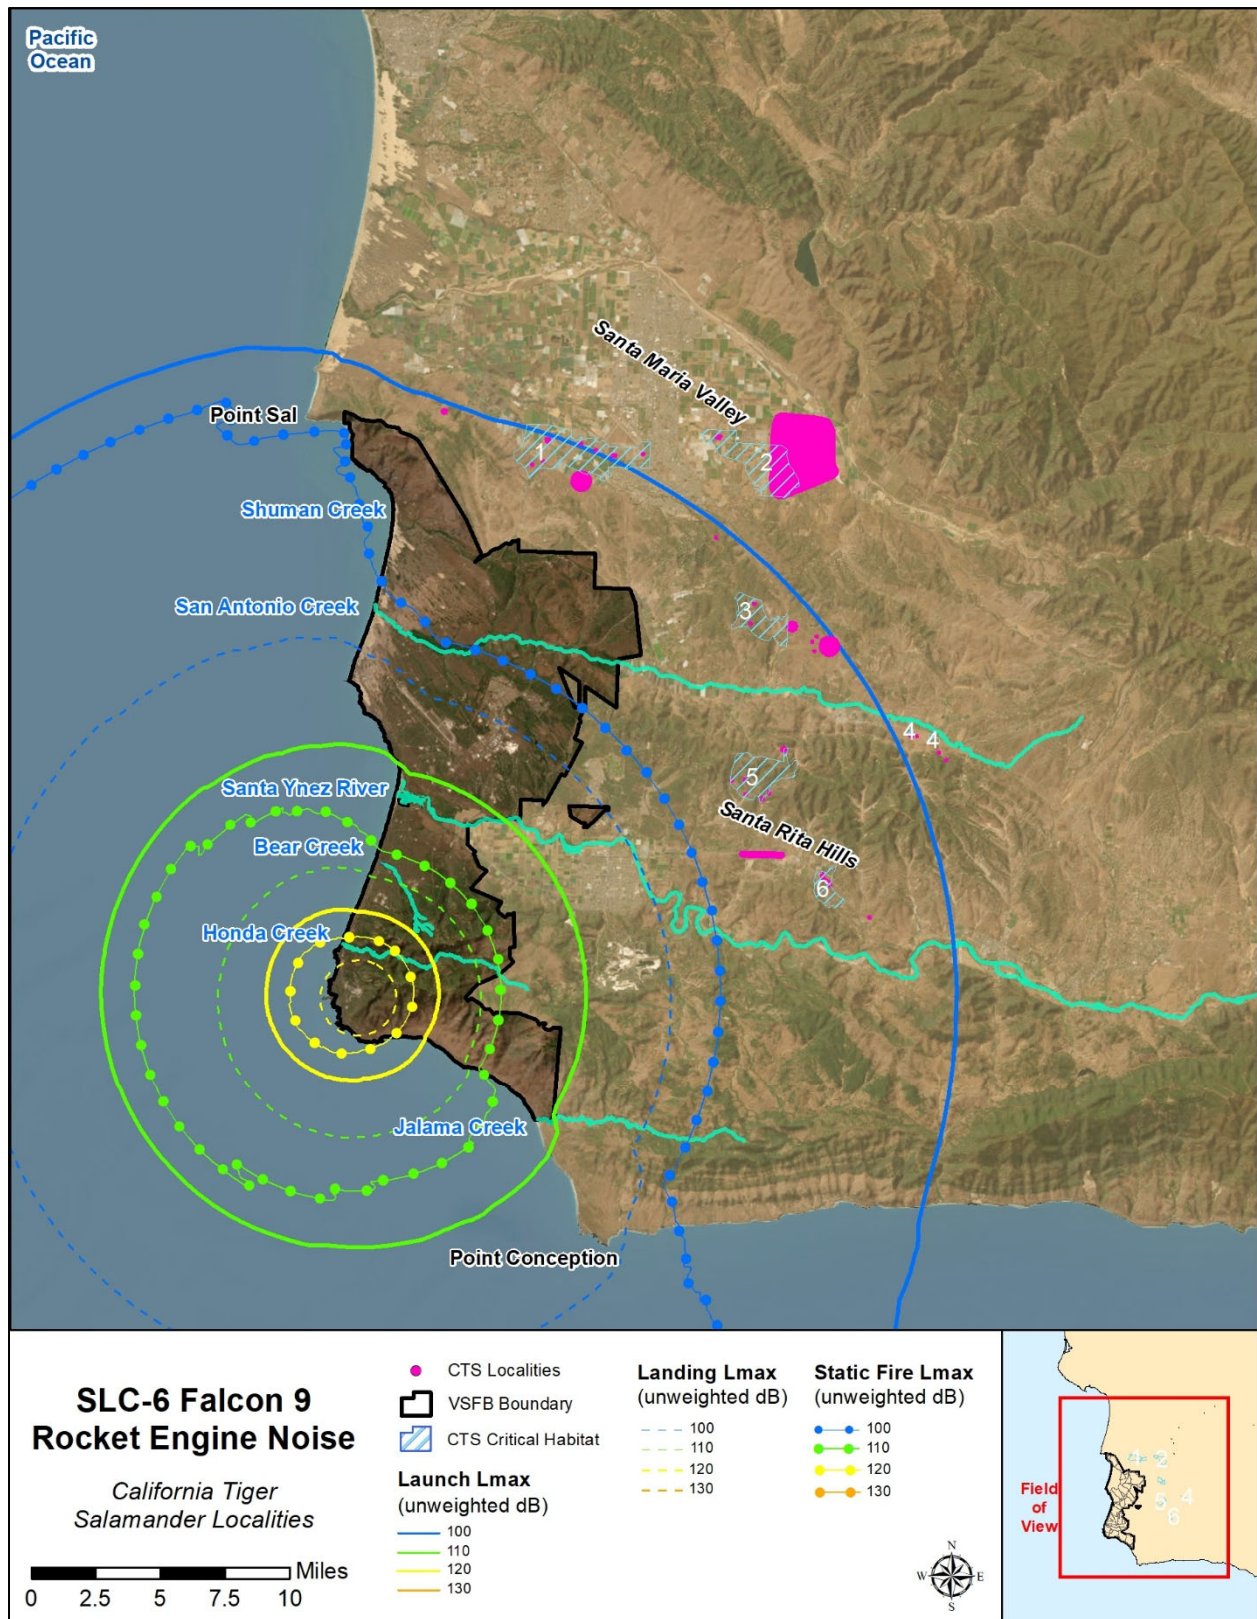 Pacific
Ocean
Santa Maria Valley
Point Sal
1
2
Shuman Creek
San Antonio Creek
3
4
4
5
Santa Ynez River
Santa Rita Hills
Bear Creek
6
Honda Creek
Jalama Creek
Point Conception
SLC-6 Falcon 9
Rocket Engine Noise
California Tiger
Salamander Localities
Miles
0 2.5 5 7.5 10
CTS Localities
VSFB Boundary
CTS Critical Habitat
Launch Lmax
(unweighted dB)
100
110
120
130
Landing Lmax
(unweighted dB)
100
110
120
130
Static Fire Lmax
(unweighted dB)
100
110
120
130
N
W E
S
Field
of
View
2
5 4
6